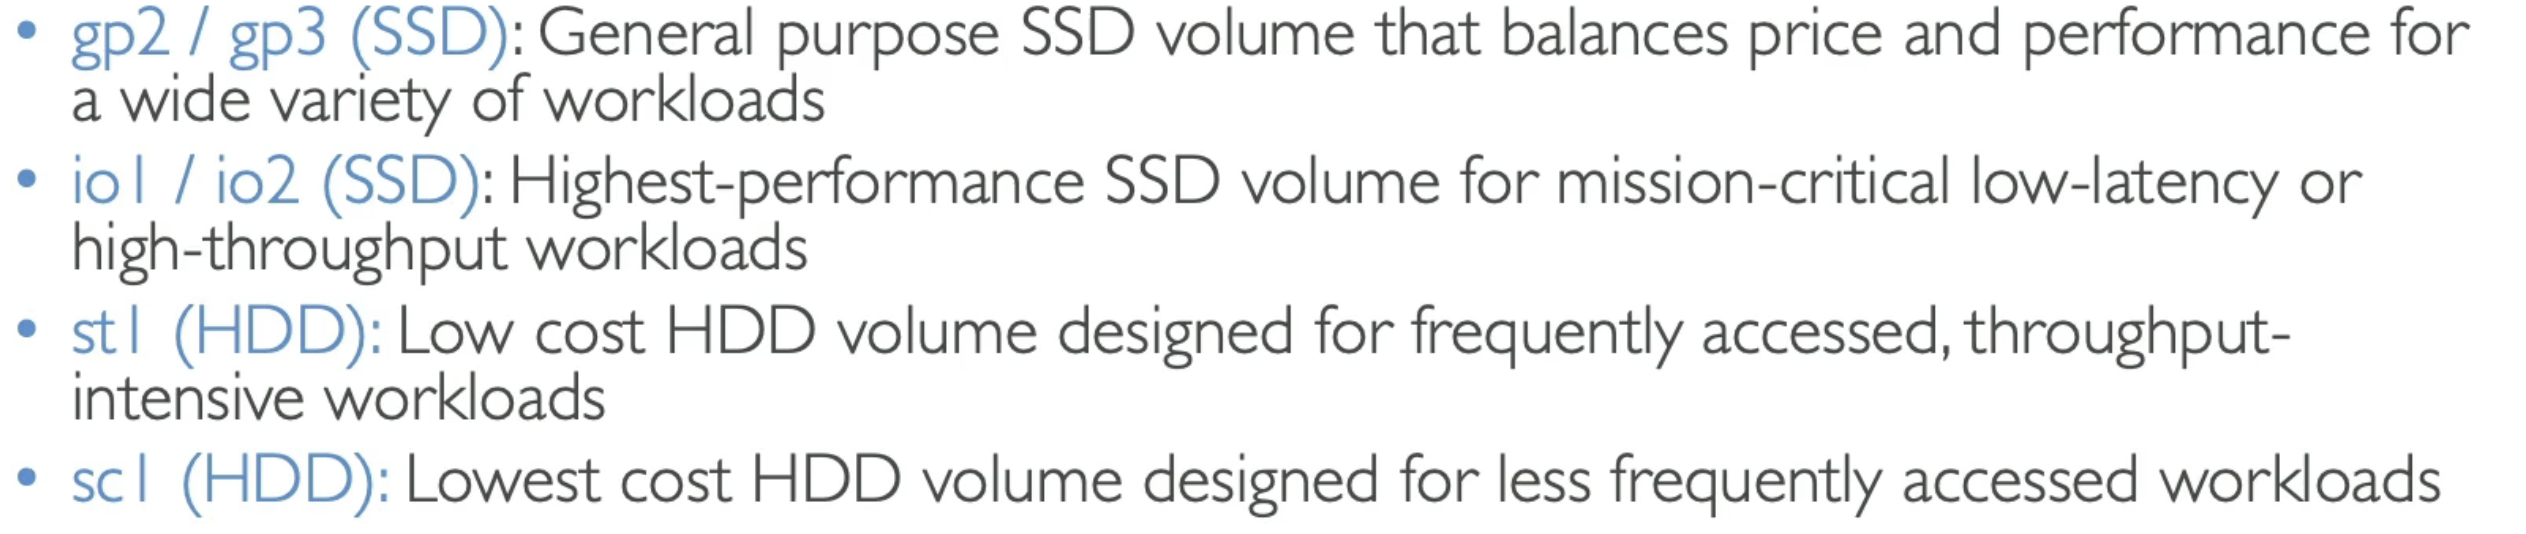 • gp2 / gp3 (SSD): General purpose SSD volume that balances price and performance for
a wide variety of workloads
• io1 / io2 (SSD): Highest-performance SSD volume for mission-critical low-latency or
high-throughput workloads
• st1 (HDD): Low cost HDD volume designed for frequently accessed, throughput-
intensive workloads
• sc1 (HDD): Lowest cost HDD volume designed for less frequently accessed workloads